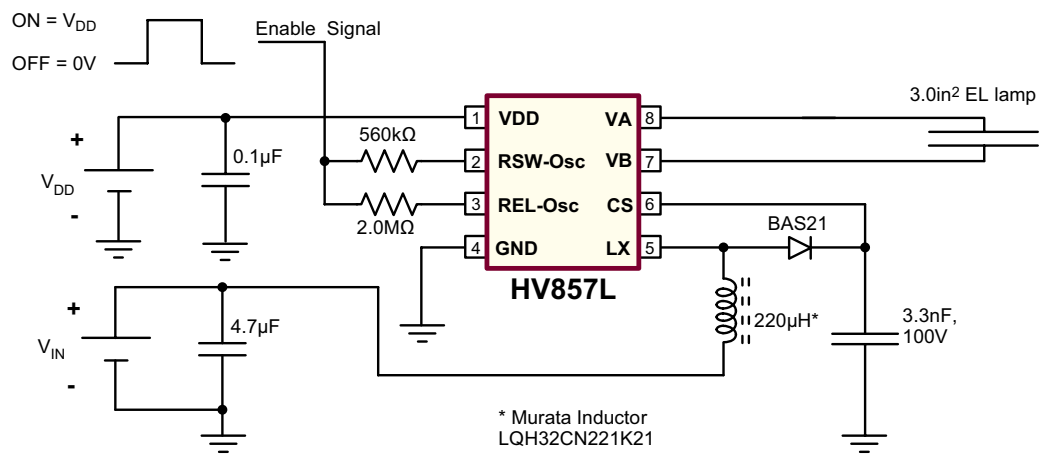 ON = VDD
OFF = 0V
Enable Signal
3.0in² EL lamp
1 VDD VA 8
560kΩ
+
0.1µF
2 RSW-Osc VB 7
VDD
3 REL-Osc CS 6
-
2.0MΩ
BAS21
4 GND LX 5
HV857L
+
4.7µF
220µH*
3.3nF,
100V
VIN
-
* Murata Inductor
LQH32CN221K21